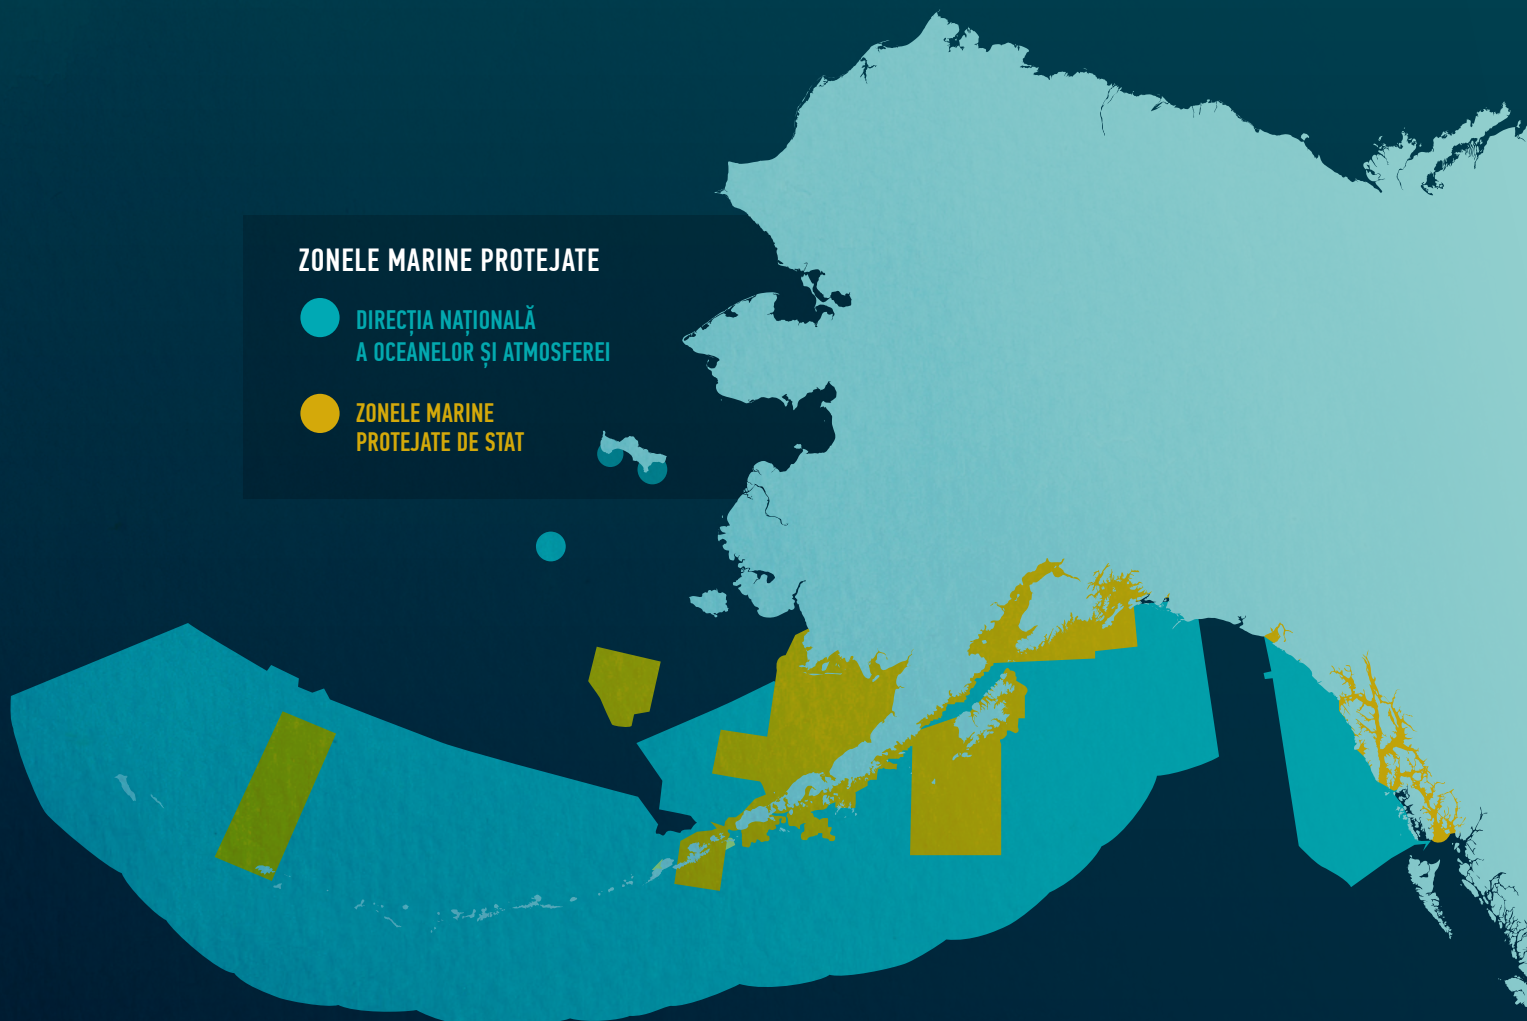 ZONELE MARINE PROTEJATE
DIRECȚIA NAȚIONALĂ
A OCEANELOR ȘI ATMOSFEREI
ZONELE MARINE
PROTEJATE DE STAT